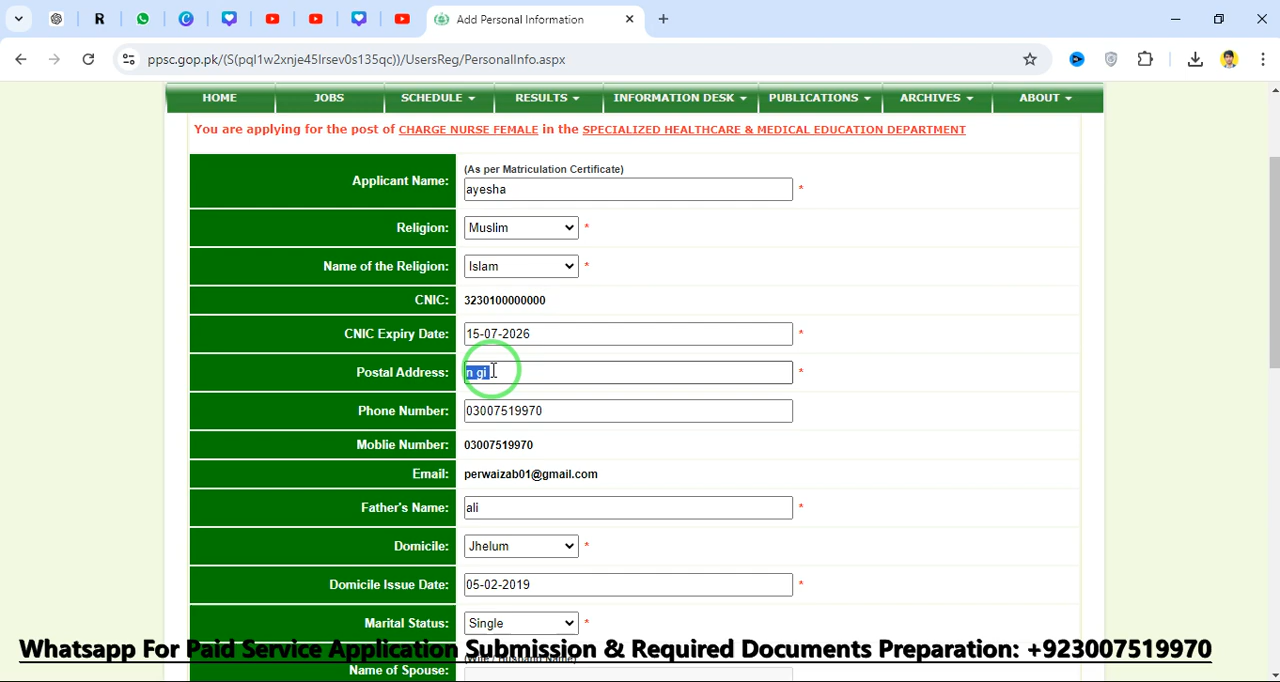 Add Personal Information
ppsc.gop.pk/(S(pql1w2xnje45lrsev0s135qc))/UsersReg/PersonalInfo.aspx
HOME JOBS SCHEDULE RESULTS INFORMATION DESK PUBLICATIONS ARCHIVES ABOUT
You are applying for the post of CHARGE NURSE FEMALE in the SPECIALIZED HEALTHCARE & MEDICAL EDUCATION DEPARTMENT
(As per Matriculation Certificate)
Applicant Name: ayesha *
Religion: Muslim *
Name of the Religion: Islam *
CNIC: 3230100000000
CNIC Expiry Date: 15-07-2026 *
Postal Address: n gi *
Phone Number: 03007519970
Moblie Number: 03007519970
Email: perwaizab01@gmail.com
Father's Name: ali *
Domicile: Jhelum *
Domicile Issue Date: 05-02-2019 *
Marital Status: Single *
Whatsapp For Paid Service Application Submission & Required Documents Preparation: +923007519970
(Wife / Husband Name)
Name of Spouse: